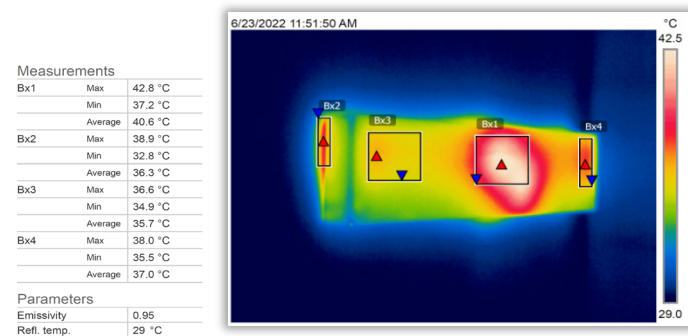 Measurements
Bx1 Max 42.8 °C
Min 37.2 °C
Average 40.6 °C
Bx2 Max 38.9 °C
Min 32.8 °C
Average 36.3 °C
Bx3 Max 36.6 °C
Min 34.9 °C
Average 35.7 °C
Bx4 Max 38.0 °C
Min 35.5 °C
Average 37.0 °C
Parameters
Emissivity 0.95
Refl. temp. 29 °C
6/23/2022 11:51:50 AM
°C
42.5
Bx2
Bx3
Bx1
Bx4
29.0